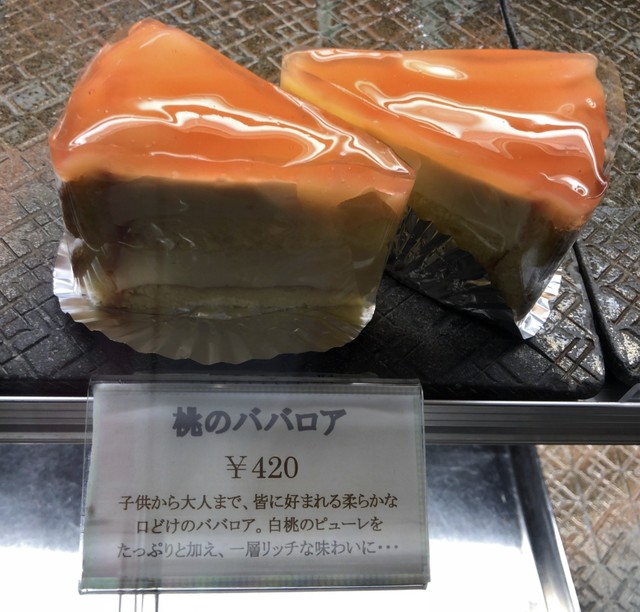 桃のババロア
￥420
子供から大人まで、皆に好まれる柔らかな
口どけのババロア。白桃のピューレを
たっぷりと加え、一層リッチな味わいに･･･